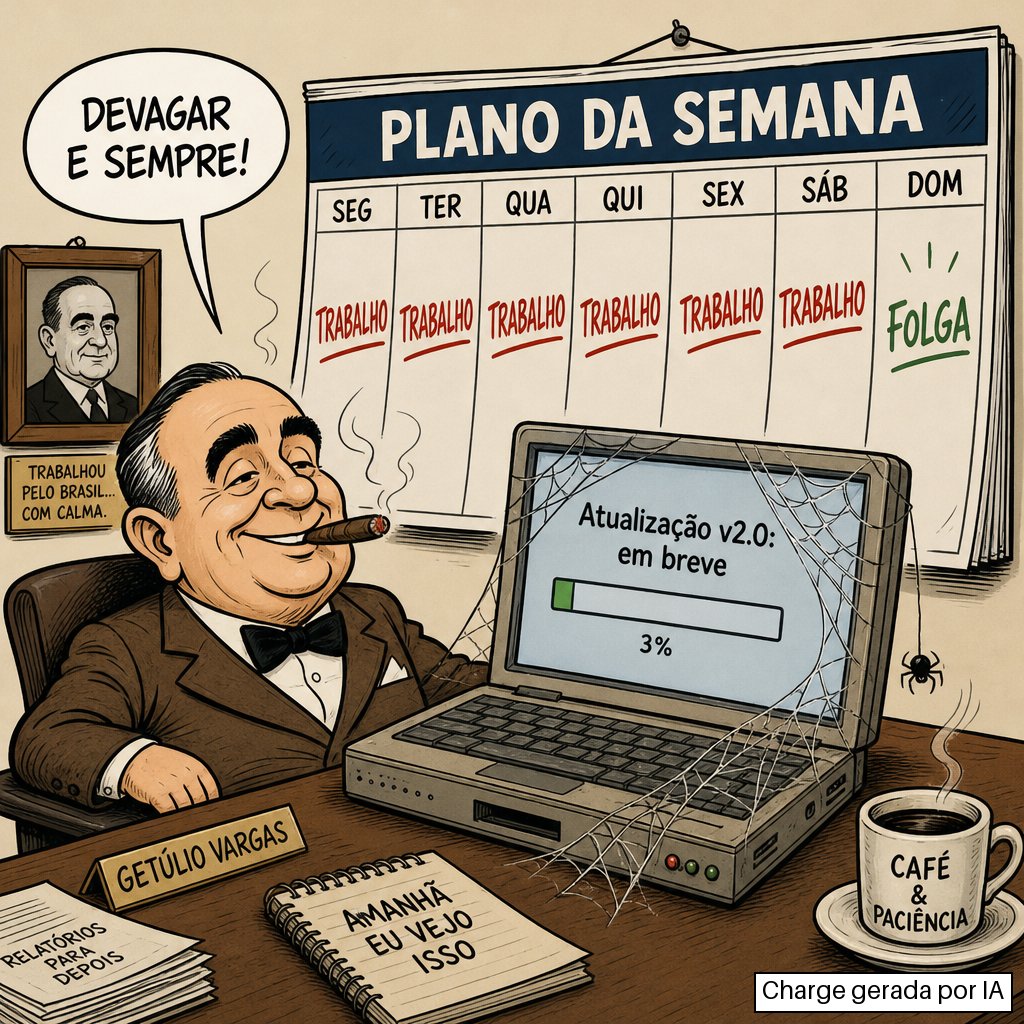 DEVAGAR
E SEMPRE!
PLANO DA SEMANA
SEG TER QUA QUI SEX SÁB DOM
TRABALHO TRABALHO TRABALHO TRABALHO TRABALHO TRABALHO FOLGA
TRABALHOU
PELO BRASIL...
COM CALMA.
Atualização v2.0:
em breve
3%
GETÚLIO VARGAS
RELATÓRIOS
PARA
DEPOIS
AMANHÃ
EU VEJO
ISSO
CAFÉ
&
PACIÊNCIA
Charge gerada por IA